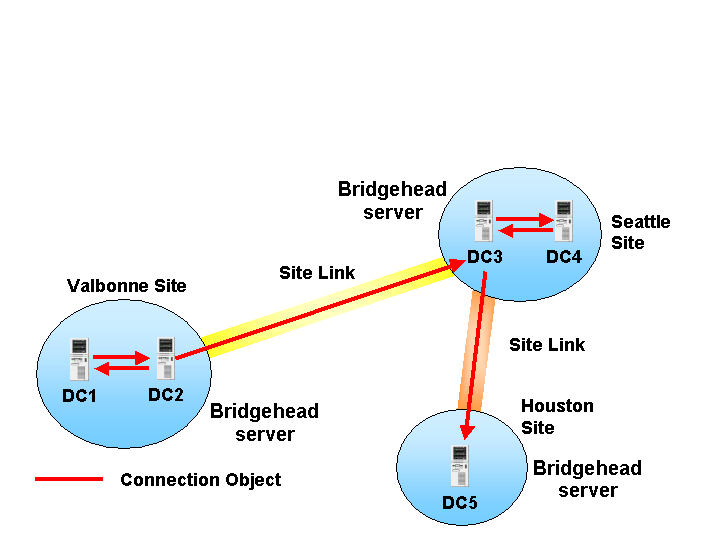 Bridgehead
server
Seattle
Site
DC3
DC4
Site Link
Valbonne Site
Site Link
DC1
DC2
Bridgehead
server
Houston
Site
Bridgehead
server
Connection Object
DC5